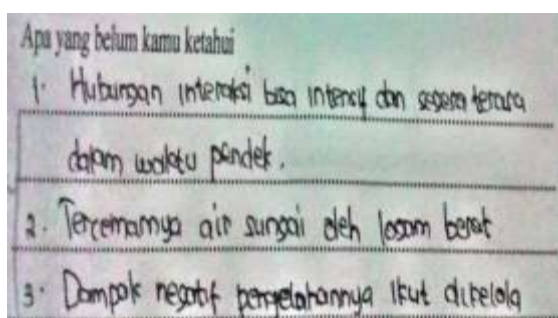 Apa yang belum kamu ketahui
1. Hubungan interaksi bisa intensif dan segera terasa
dalam waktu pendek.
2. Tercemarnya air sungai oleh logam berat
3. Dampak negatif pengelohannya ikut dikelola